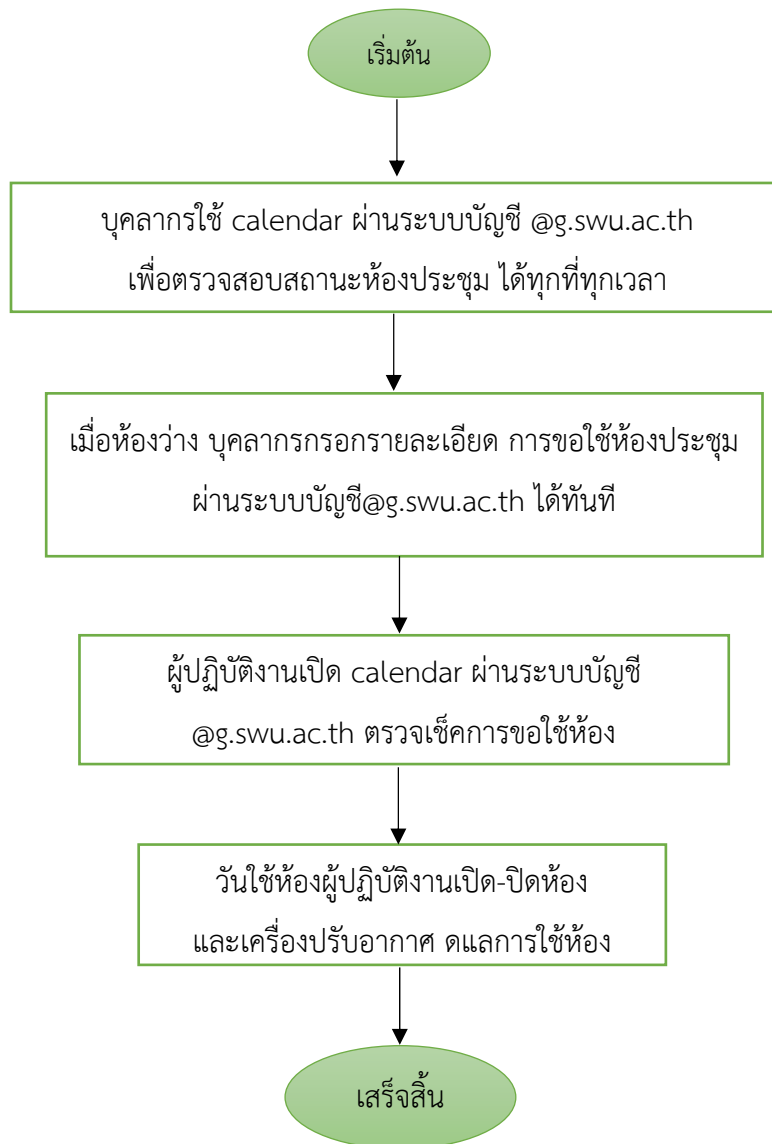 เริ่มต้น
บุคลากรใช้ calendar ผ่านระบบบัญชี @g.swu.ac.th
เพื่อตรวจสอบสถานะห้องประชุม ได้ทุกที่ทุกเวลา
เมื่อห้องว่าง บุคลากรกรอกรายละเอียด การขอใช้ห้องประชุม
ผ่านระบบบัญชี@g.swu.ac.th ได้ทันที
ผู้ปฏิบัติงานเปิด calendar ผ่านระบบบัญชี
@g.swu.ac.th ตรวจเช็คการขอใช้ห้อง
วันใช้ห้องผู้ปฏิบัติงานเปิด-ปิดห้อง
และเครื่องปรับอากาศ ดแลการใช้ห้อง
เสร็จสิ้น